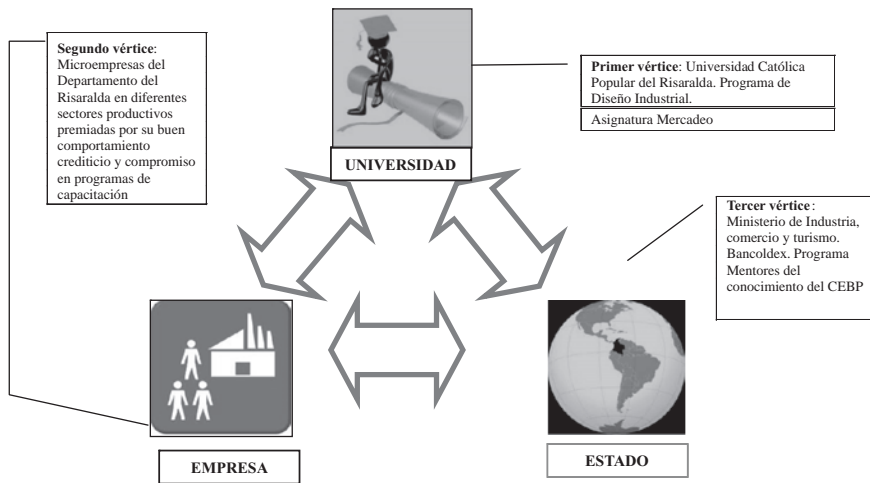 Segundo vértice:
Microempresas del
Departamento del
Risaralda en diferentes
sectores productivos
premiadas por su buen
comportamiento
crediticio y compromiso
en programas de
capacitación
UNIVERSIDAD
Primer vértice: Universidad Católica
Popular del Risaralda. Programa de
Diseño Industrial.
Asignatura Mercadeo
Tercer vértice:
Ministerio de Industria,
comercio y turismo.
Bancoldex. Programa
Mentores del
conocimiento del CEBP
EMPRESA
ESTADO